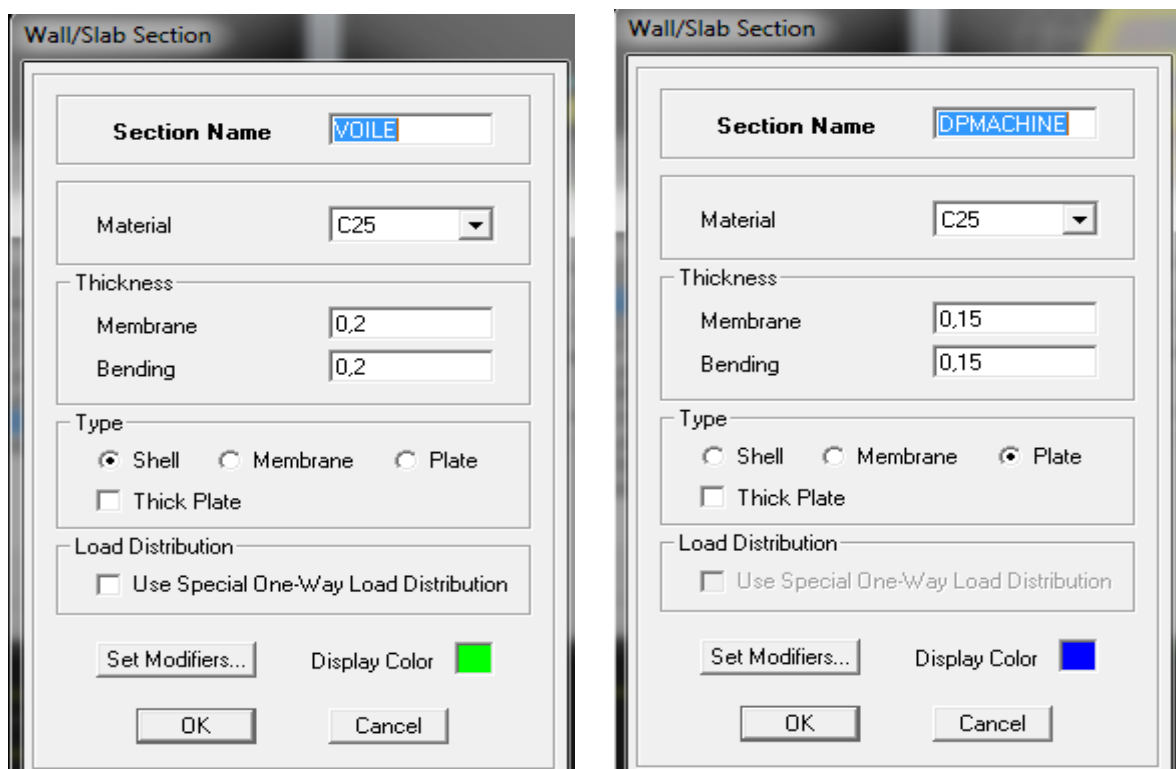 Wall/Slab Section
Section Name VOILE
Material C25
Thickness
Membrane 0,2
Bending 0,2
Type
Shell Membrane Plate
Thick Plate
Load Distribution
Use Special One-Way Load Distribution
Set Modifiers... Display Color
OK Cancel
Wall/Slab Section
Section Name DPMACHINE
Material C25
Thickness
Membrane 0,15
Bending 0,15
Type
Shell Membrane Plate
Thick Plate
Load Distribution
Use Special One-Way Load Distribution
Set Modifiers... Display Color
OK Cancel